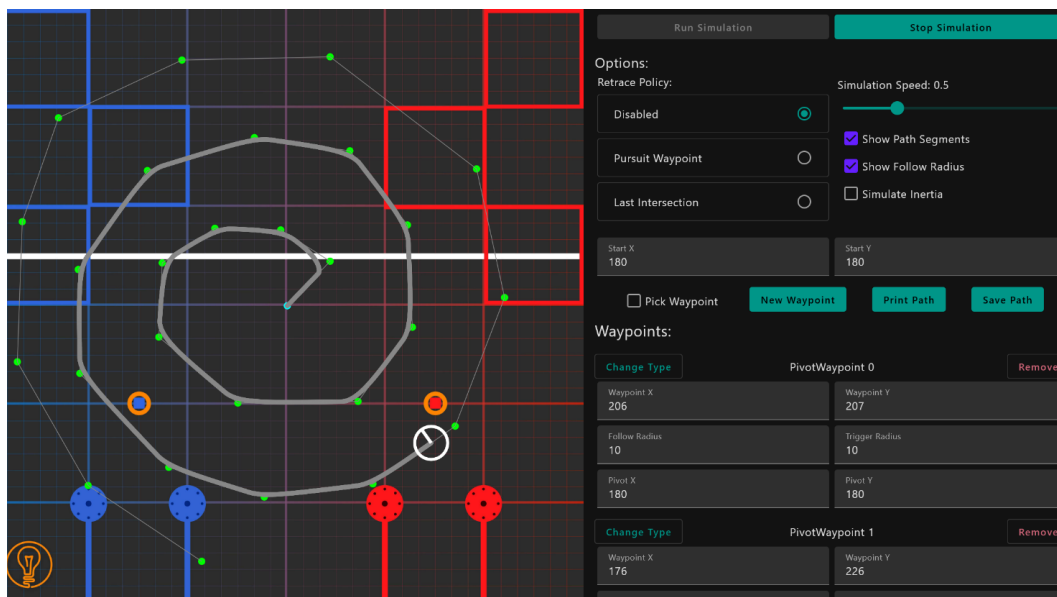 Run Simulation
Stop Simulation
Options:
Retrace Policy:
Simulation Speed: 0.5
Disabled
Show Path Segments
Pursuit Waypoint
Show Follow Radius
Simulate Inertia
Last Intersection
Start X
180
Start Y
180
Pick Waypoint
New Waypoint
Print Path
Save Path
Waypoints:
Change Type
PivotWaypoint 0
Remove
Waypoint X
206
Waypoint Y
207
Follow Radius
10
Trigger Radius
10
Pivot X
180
Pivot Y
180
Change Type
PivotWaypoint 1
Remove
Waypoint X
176
Waypoint Y
226